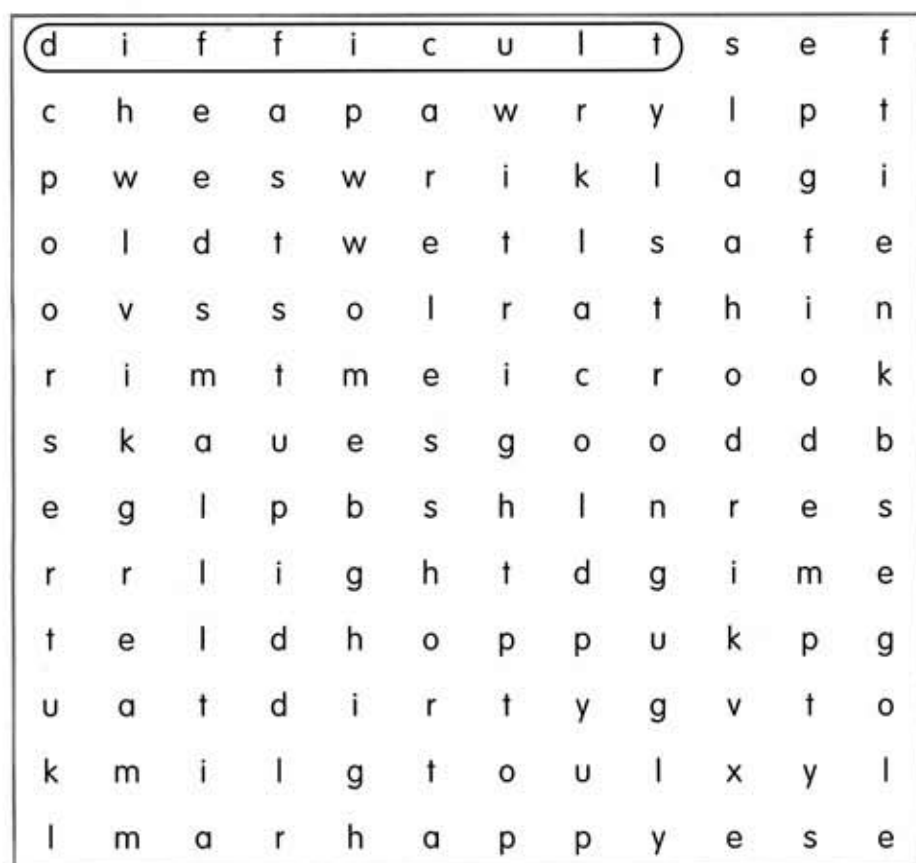 d i f f i c u l t s e f
c h e a p a w r y l p t
p w e s w r i k l a g i
o l d t w e t l s a f e
o v s s o l r a t h i n
r i m t m e i c r o o k
s k a u e s g o o d d b
e g l p b s h l n r e s
r r l i g h t d g i m e
t e l d h o p p u k p g
u a t d i r t y g v t o
k m i l g t o u l x y l
l m a r h a p p y e s e